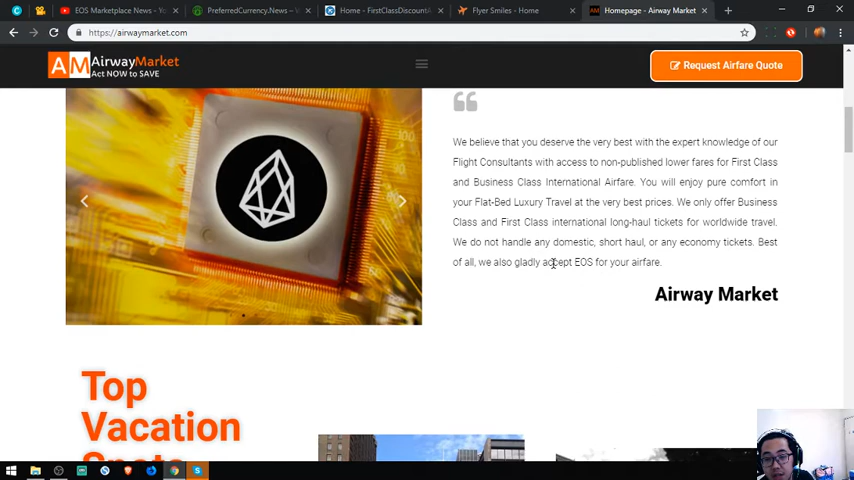 EOS Marketplace News - Y
PreferredCurrency.News – Y
Home - FirstClassDiscountA
Flyer Smiles - Home
Homepage - Airway Market
https://airwaymarket.com
AM AirwayMarket
Act NOW to SAVE
Request Airfare Quote
We believe that you deserve the very best with the expert knowledge of our
Flight Consultants with access to non-published lower fares for First Class
and Business Class International Airfare. You will enjoy pure comfort in
your Flat-Bed Luxury Travel at the very best prices. We only offer Business
Class and First Class international long-haul tickets for worldwide travel.
We do not handle any domestic, short haul, or any economy tickets. Best
of all, we also gladly accept EOS for your airfare.
Airway Market
Top
Vacation
Spots